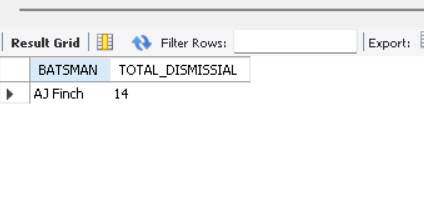 Result Grid Filter Rows: Export:
BATSMAN TOTAL_DISMISSIAL
AJ Finch 14